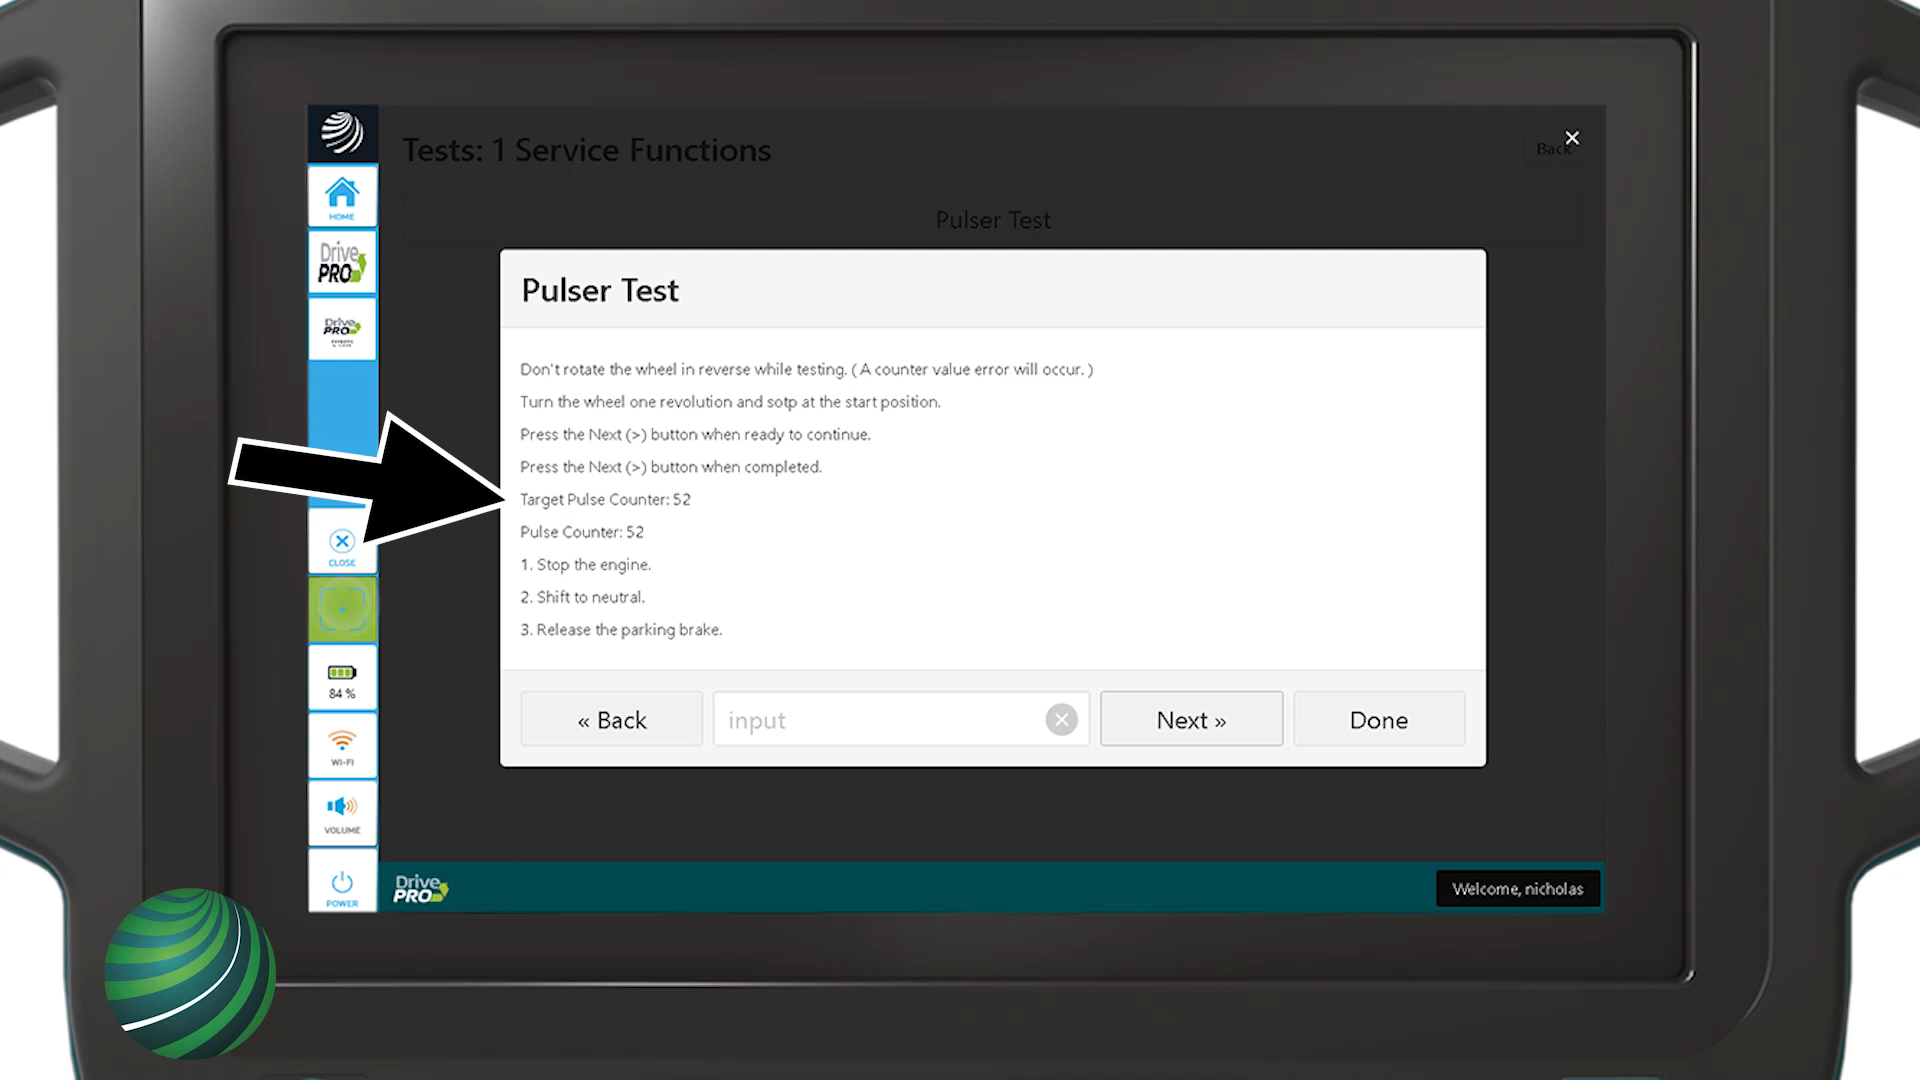 Tests: 1 Service Functions
Back
Pulser Test
HOME
Drive
PRO
Drive
PRO
CLOSE
84 %
WI-FI
VOLUME
POWER
Pulser Test
Don't rotate the wheel in reverse while testing. ( A counter value error will occur. )
Turn the wheel one revolution and sotp at the start position.
Press the Next (>) button when ready to continue.
Press the Next (>) button when completed.
Target Pulse Counter: 52
Pulse Counter: 52
1. Stop the engine.
2. Shift to neutral.
3. Release the parking brake.
« Back
input
Next »
Done
Drive
PRO
Welcome, nicholas